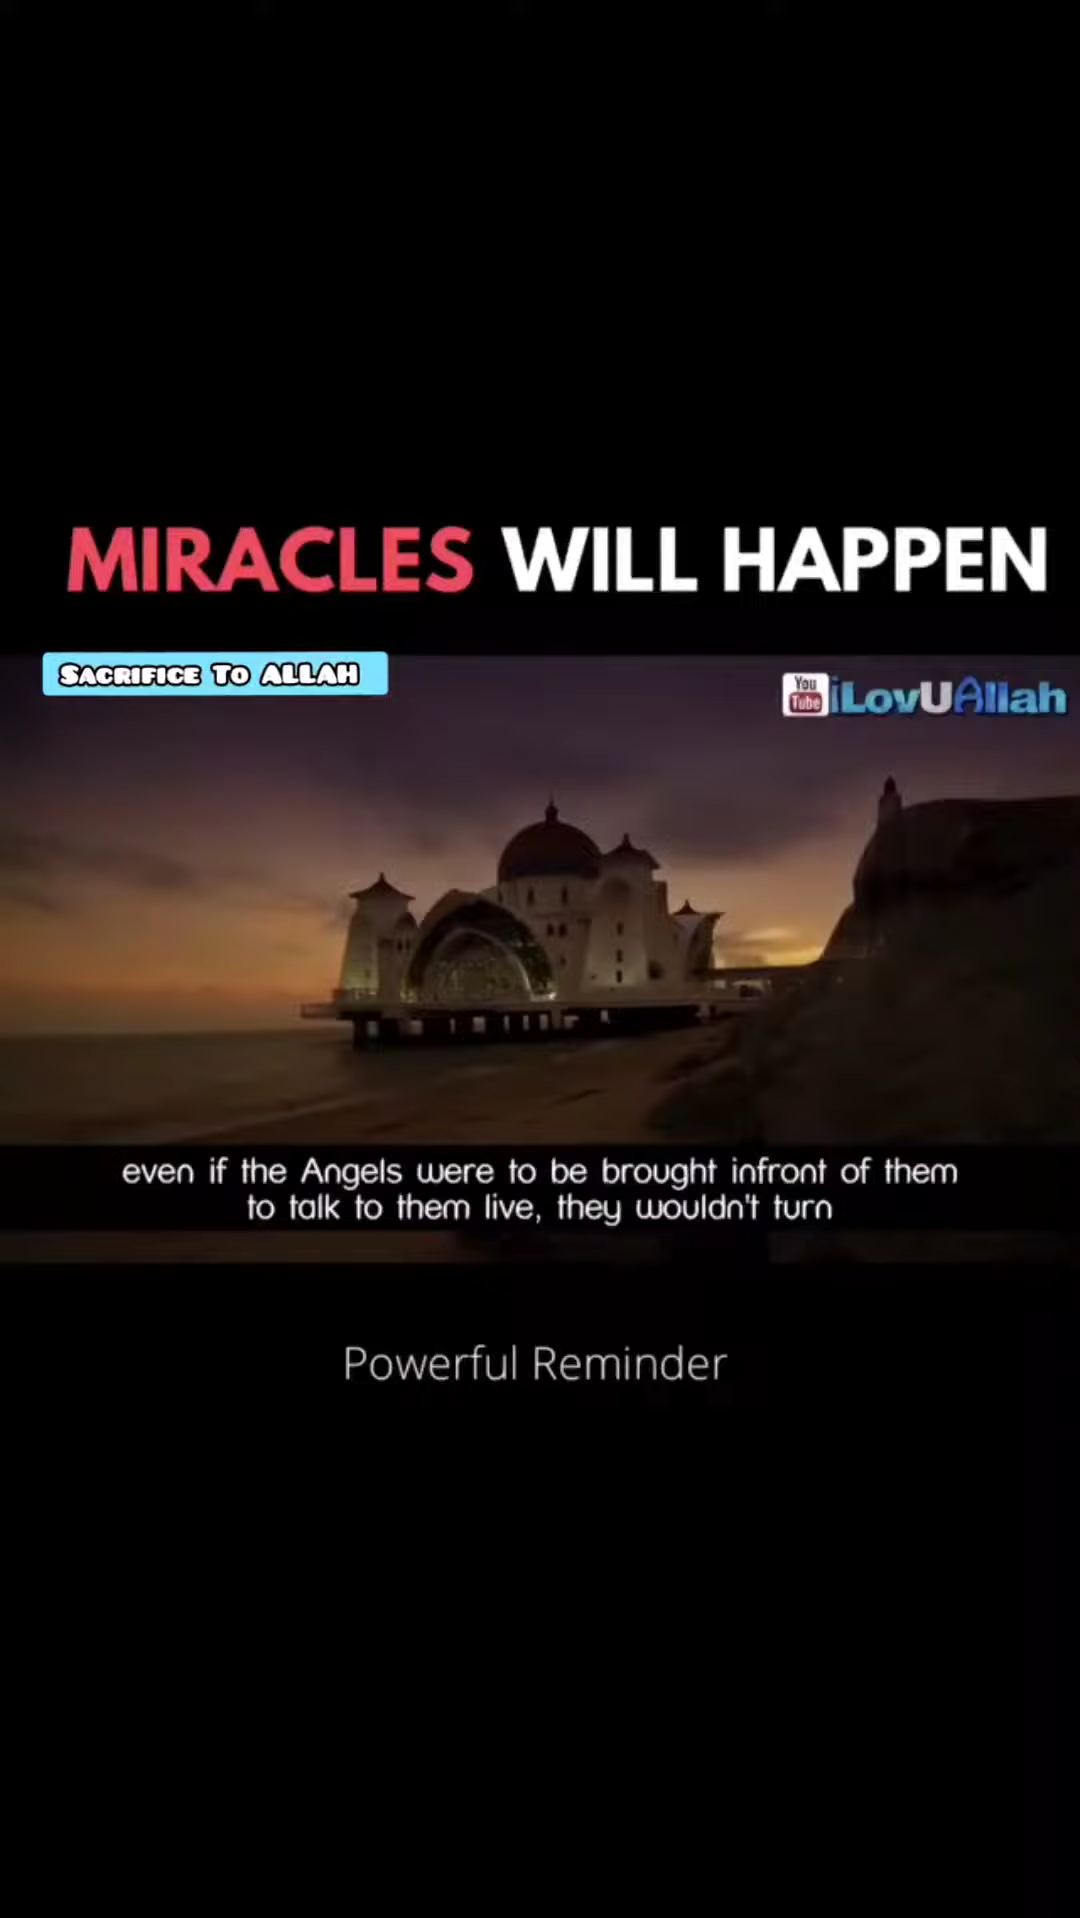 MIRACLES WILL HAPPEN
SACRIFICE TO ALLAH
You Tube iLovUAllah
even if the Angels were to be brought infront of them
to talk to them live, they wouldn't turn
Powerful Reminder